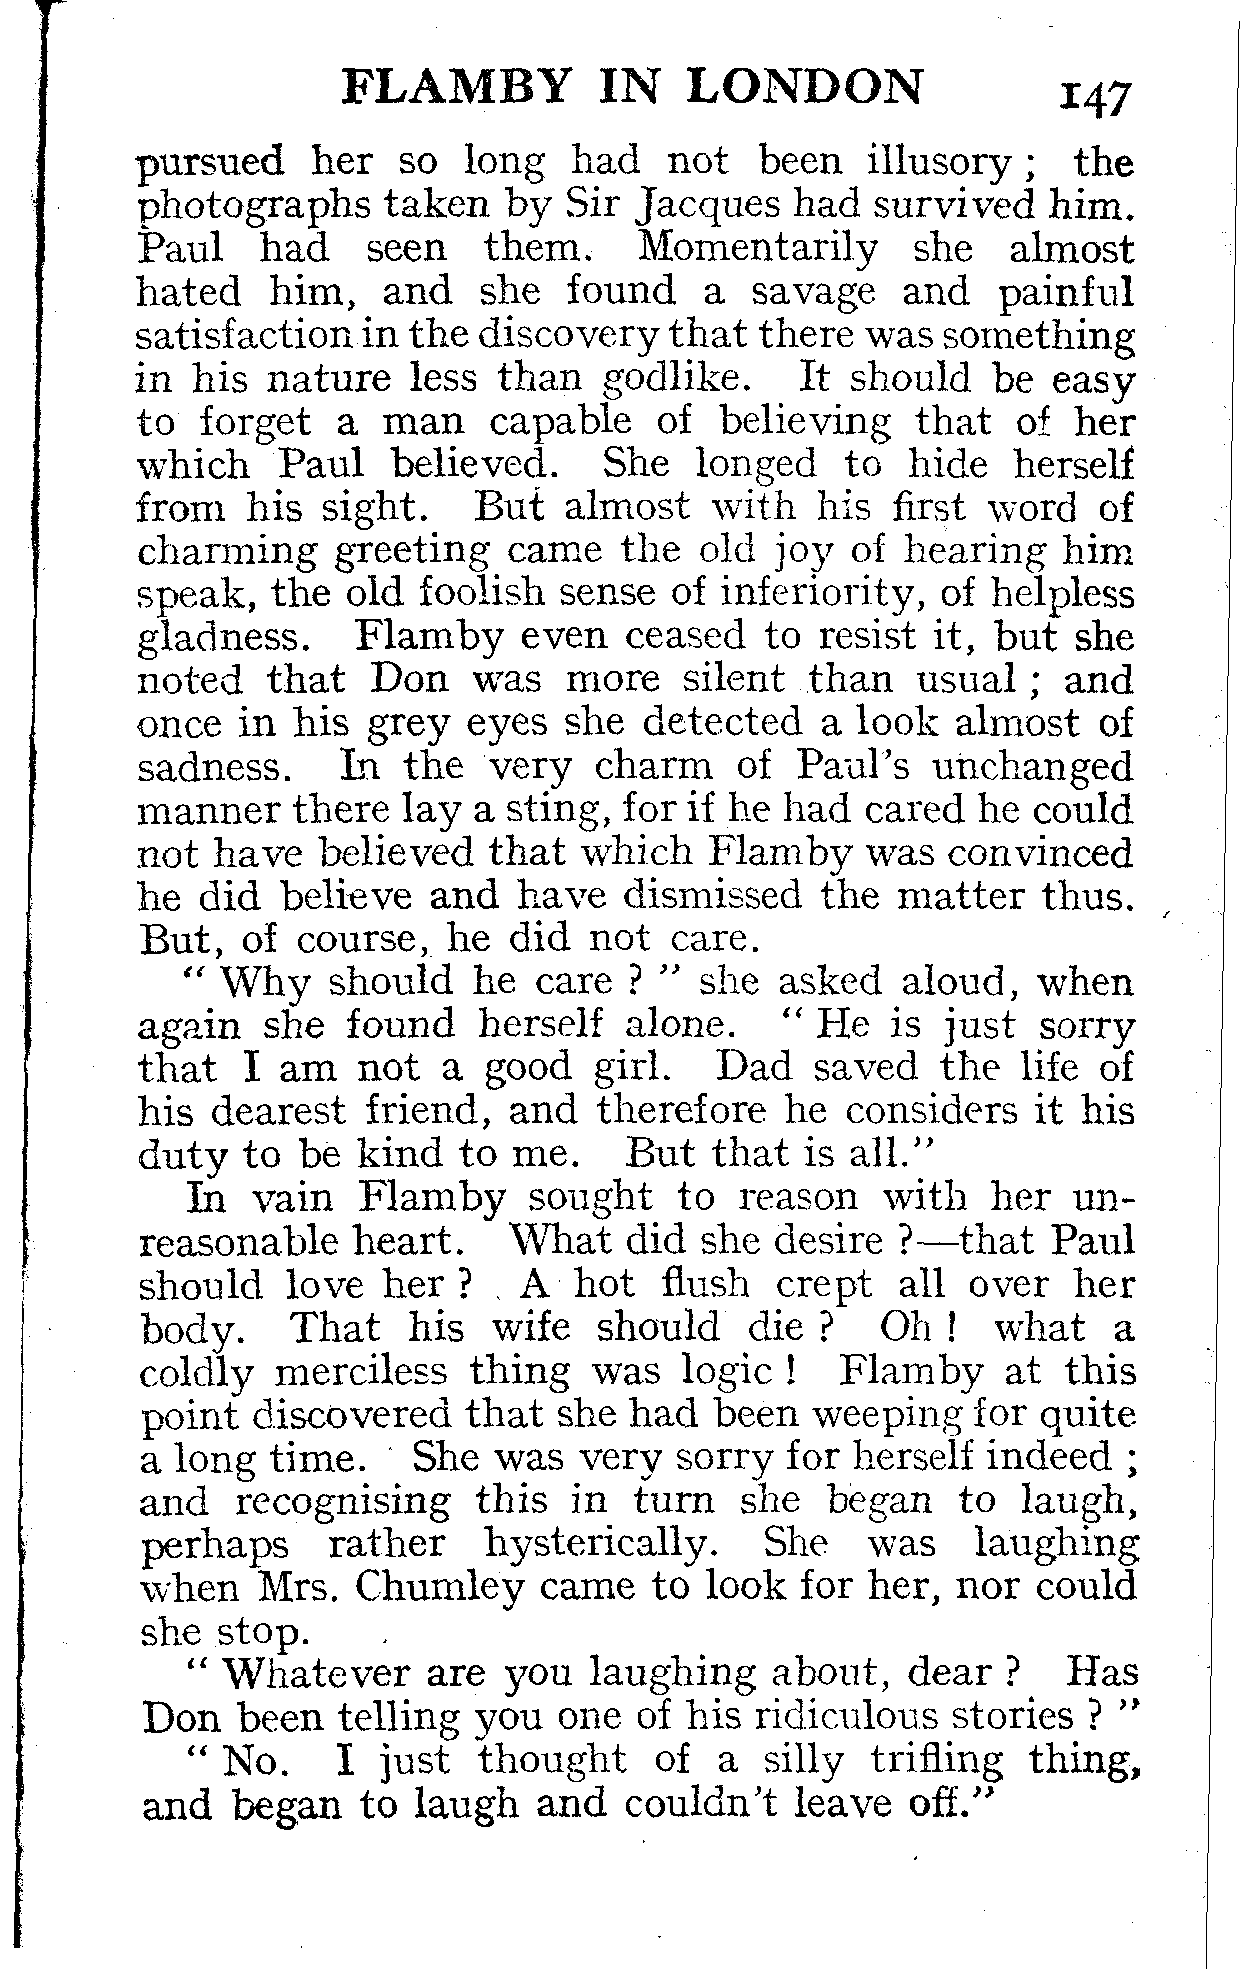 FLAMBY IN LONDON 147
pursued her so long had not been illusory ; the
photographs taken by Sir Jacques had survived him.
Paul had seen them. Momentarily she almost
hated him, and she found a savage and painful
satisfaction in the discovery that there was something
in his nature less than godlike. It should be easy
to forget a man capable of believing that of her
which Paul believed. She longed to hide herself
from his sight. But almost with his first word of
charming greeting came the old joy of hearing him
speak, the old foolish sense of inferiority, of helpless
gladness. Flamby even ceased to resist it, but she
noted that Don was more silent than usual ; and
once in his grey eyes she detected a look almost of
sadness. In the very charm of Paul's unchanged
manner there lay a sting, for if he had cared he could
not have believed that which Flamby was convinced
he did believe and have dismissed the matter thus.
But, of course, he did not care.
" Why should he care ? " she asked aloud, when
again she found herself alone. " He is just sorry
that I am not a good girl. Dad saved the life of
his dearest friend, and therefore he considers it his
duty to be kind to me. But that is all."
In vain Flamby sought to reason with her un-
reasonable heart. What did she desire ?—that Paul
should love her ? A hot flush crept all over her
body. That his wife should die ? Oh ! what a
coldly merciless thing was logic ! Flamby at this
point discovered that she had been weeping for quite
a long time. She was very sorry for herself indeed ;
and recognising this in turn she began to laugh,
perhaps rather hysterically. She was laughing
when Mrs. Chumley came to look for her, nor could
she stop.
" Whatever are you laughing about, dear ? Has
Don been telling you one of his ridiculous stories ? "
" No. I just thought of a silly trifling thing,
and began to laugh and couldn't leave off."